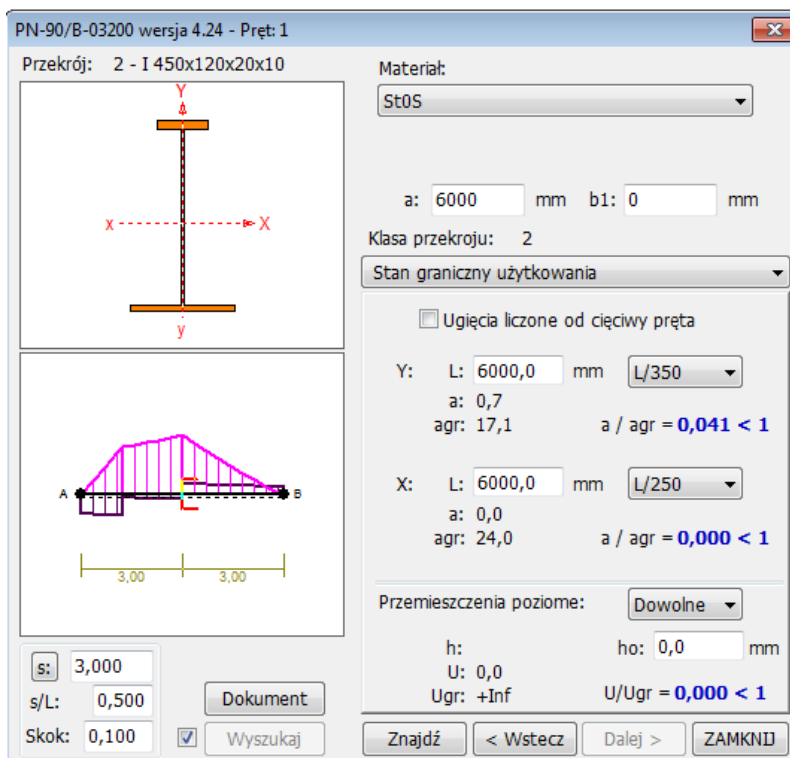 PN-90/B-03200 wersja 4.24 - Pręt: 1
Przekrój: 2 - I 450x120x20x10
Y
x X
y
A B
3,00 3,00
s: 3,000
s/L: 0,500 Dokument
Skok: 0,100 Wyszukaj
Materiał:
St0S
a: 6000 mm b1: 0 mm
Klasa przekroju: 2
Stan graniczny użytkowania
Ugięcia liczone od cięciwy pręta
Y: L: 6000,0 mm L/350
a: 0,7
agr: 17,1 a / agr = 0,041 < 1
X: L: 6000,0 mm L/250
a: 0,0
agr: 24,0 a / agr = 0,000 < 1
Przemieszczenia poziome: Dowolne
h: ho: 0,0 mm
U: 0,0
Ugr: +Inf U/Ugr = 0,000 < 1
Znajdź < Wstecz Dalej > ZAMKNIJ